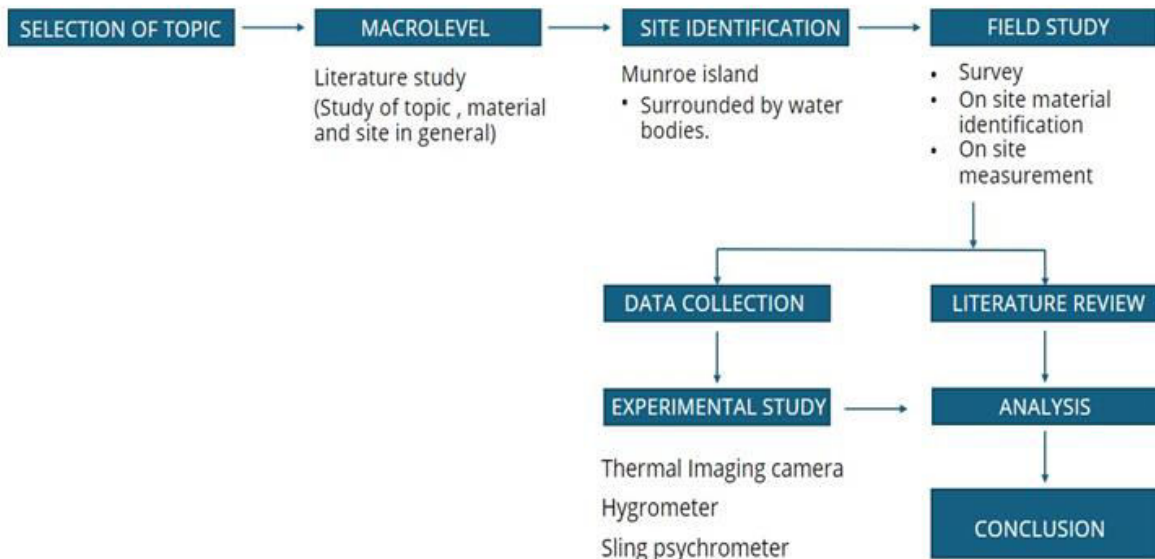 SELECTION OF TOPIC
MACROLEVEL
Literature study
(Study of topic , material
and site in general)
SITE IDENTIFICATION
Munroe island
• Surrounded by water
bodies.
FIELD STUDY
• Survey
• On site material
identification
• On site
measurement
DATA COLLECTION
LITERATURE REVIEW
EXPERIMENTAL STUDY
Thermal Imaging camera
Hygrometer
Sling psychrometer
ANALYSIS
CONCLUSION